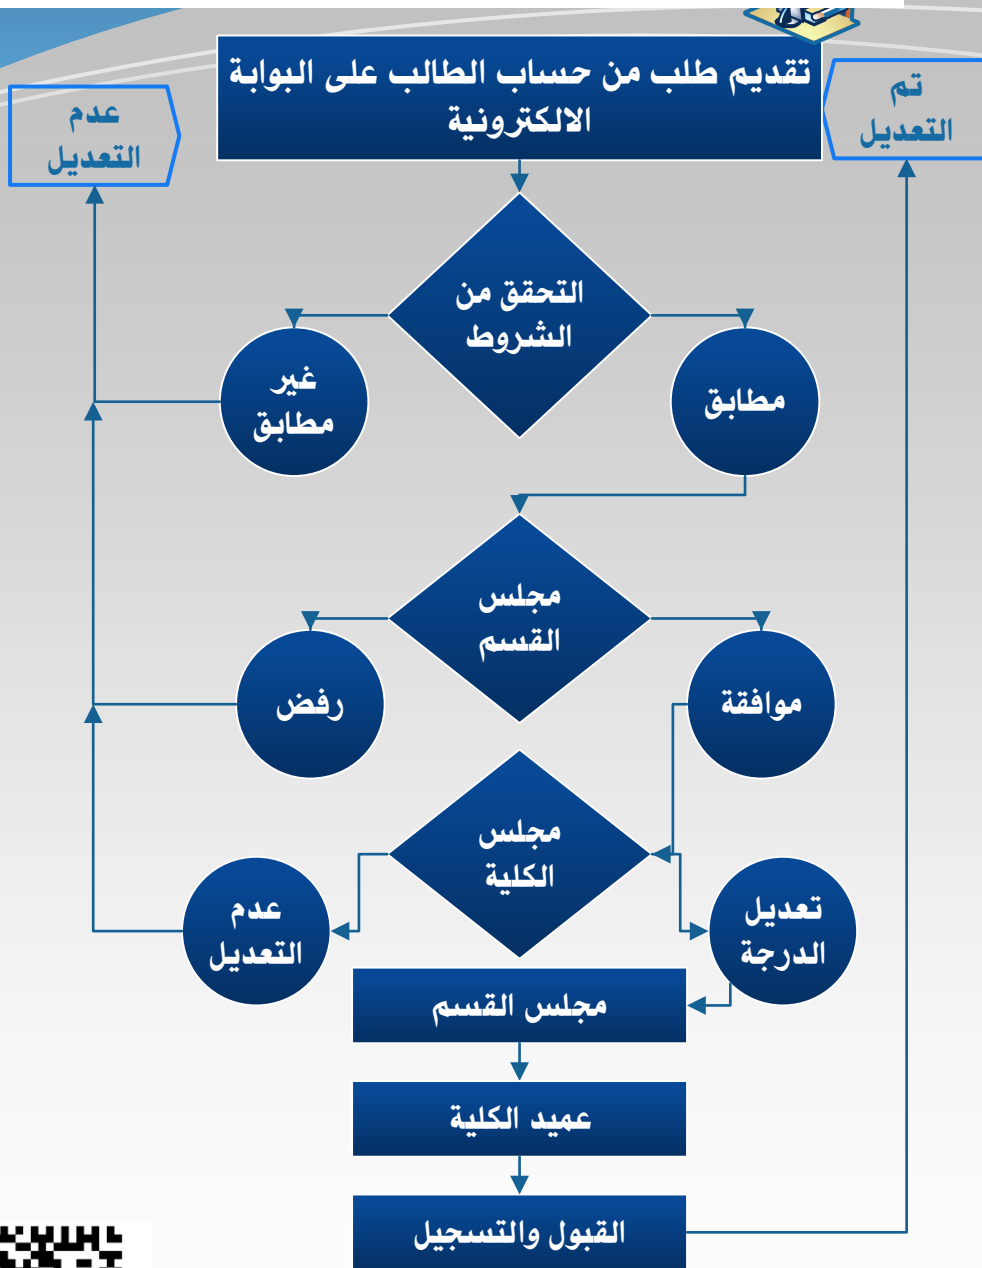 تقديم طلب من حساب الطالب على البوابة
الالكترونية
تم
التعديل
عدم
التعديل
التحقق من
الشروط
مطابق
غير
مطابق
مجلس
القسم
موافقة
رفض
مجلس
الكلية
تعديل
الدرجة
عدم
التعديل
مجلس القسم
عميد الكلية
القبول والتسجيل